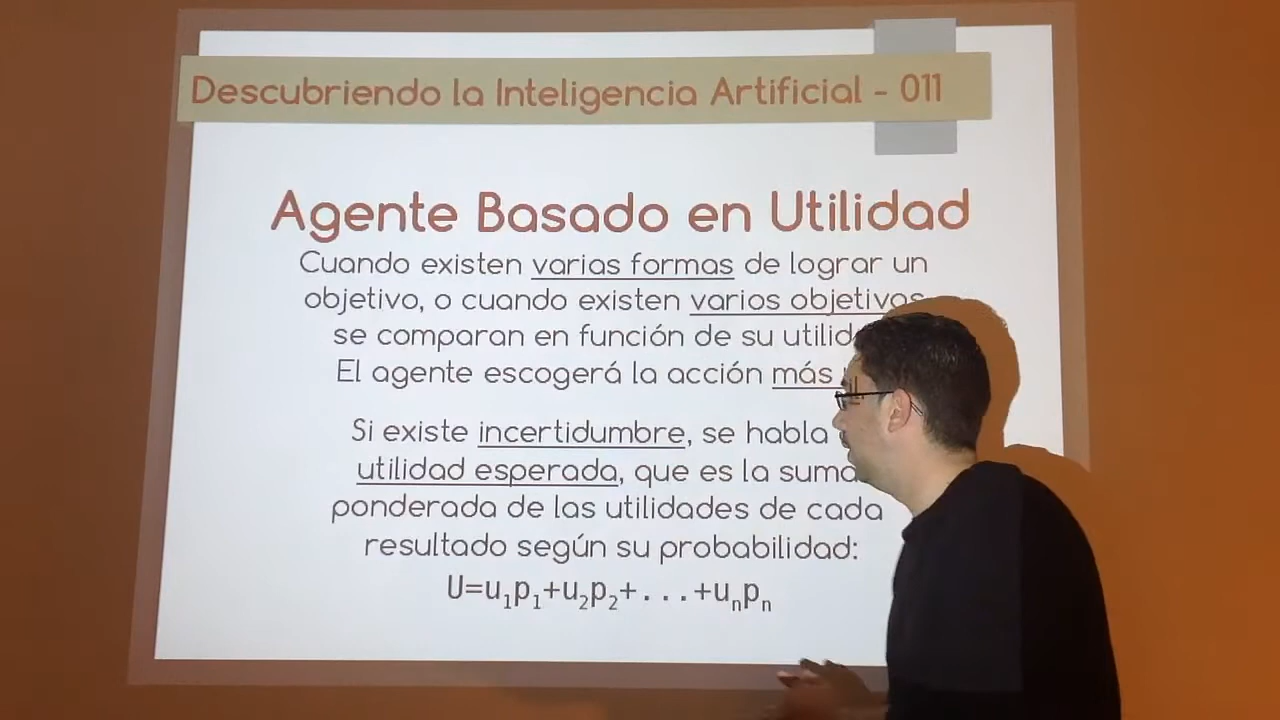 Descubriendo la Inteligencia Artificial - 011
Agente Basado en Utilidad
Cuando existen varias formas de lograr un
objetivo, o cuando existen varios objetivos
se comparan en función de su
El agente escogerá la acción más
Si existe incertidumbre, se habla
utilidad esperada, que es la suma
ponderada de las utilidades de cada
resultado según su probabilidad:
U=u₁p₁+u₂p₂+...+uₙpₙ